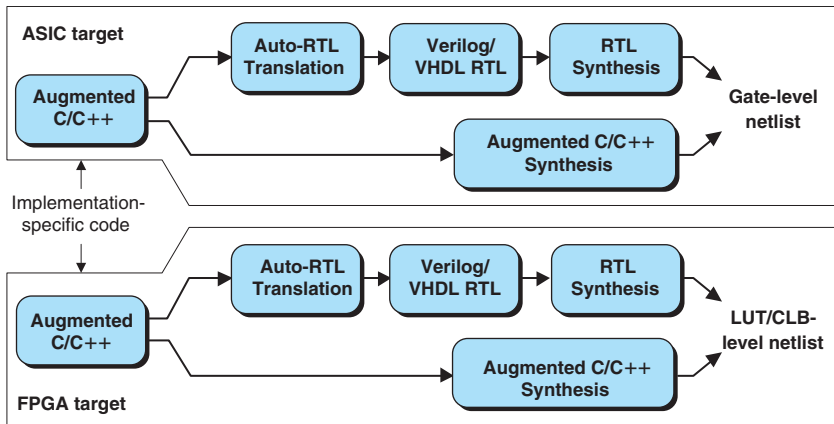 ASIC target
Auto-RTL
Translation
Verilog/
VHDL RTL
RTL
Synthesis
Augmented
C/C++
Gate-level
netlist
Augmented C/C++
Synthesis
Implementation-
specific code
Auto-RTL
Translation
Verilog/
VHDL RTL
RTL
Synthesis
Augmented
C/C++
LUT/CLB-
level netlist
Augmented C/C++
Synthesis
FPGA target